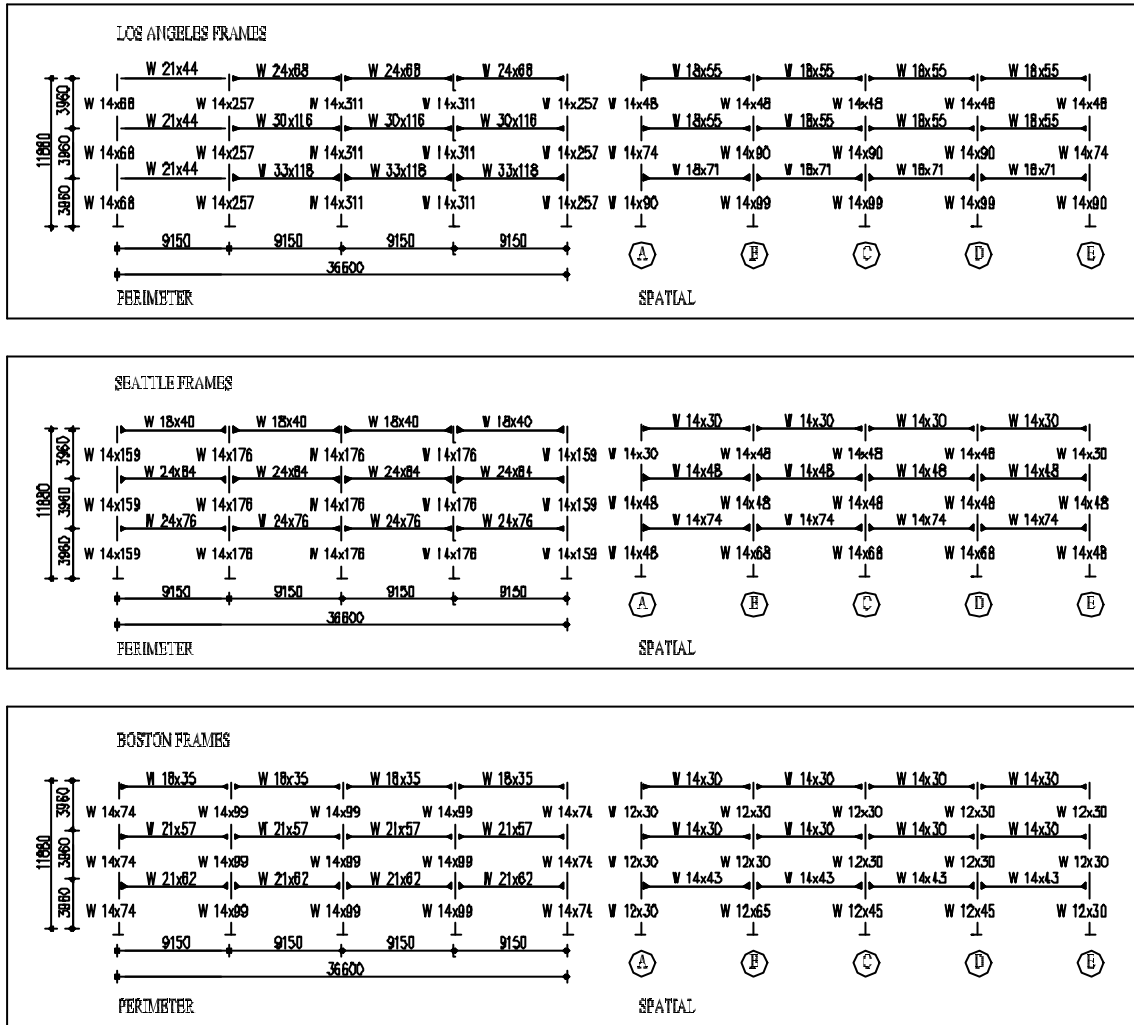 LOS ANGELES FRAMES
W 21x44 W 24x68 W 24x68 W 24x68 W 18x55 W 18x55 W 18x55 W 18x55
3960 W 14x68 W 14x257 W 14x311 W 14x311 W 14x257 W 14x48 W 14x48 W 14x48 W 14x48 W 14x48
W 21x44 W 30x116 W 30x116 W 30x116 W 18x55 W 18x55 W 18x55 W 18x55
11880 3960 W 14x68 W 14x257 W 14x311 W 14x311 W 14x257 W 14x74 W 14x90 W 14x90 W 14x90 W 14x74
W 21x44 W 33x118 W 33x118 W 33x118 W 18x71 W 18x71 W 18x71 W 18x71
3960 W 14x68 W 14x257 W 14x311 W 14x311 W 14x257 W 14x90 W 14x99 W 14x99 W 14x99 W 14x90
9150 9150 9150 9150 A B C D E
36600
PERIMETER SPATIAL
SEATTLE FRAMES
W 18x40 W 18x40 W 18x40 W 18x40 W 14x30 W 14x30 W 14x30 W 14x30
3960 W 14x159 W 14x176 W 14x176 W 14x176 W 14x159 W 14x30 W 14x48 W 14x48 W 14x48 W 14x30
W 24x84 W 24x84 W 24x84 W 24x84 W 14x48 W 14x48 W 14x48 W 14x48
11880 3960 W 14x159 W 14x176 W 14x176 W 14x176 W 14x159 W 14x48 W 14x48 W 14x48 W 14x48 W 14x48
W 24x76 W 24x76 W 24x76 W 24x76 W 14x74 W 14x74 W 14x74 W 14x74
3960 W 14x159 W 14x176 W 14x176 W 14x176 W 14x159 W 14x48 W 14x68 W 14x68 W 14x68 W 14x48
9150 9150 9150 9150 A B C D E
36600
PERIMETER SPATIAL
BOSTON FRAMES
W 18x35 W 18x35 W 18x35 W 18x35 W 14x30 W 14x30 W 14x30 W 14x30
3960 W 14x74 W 14x99 W 14x99 W 14x99 W 14x74 W 12x30 W 12x30 W 12x30 W 12x30 W 12x30
W 21x57 W 21x57 W 21x57 W 21x57 W 14x30 W 14x30 W 14x30 W 14x30
11880 3960 W 14x74 W 14x99 W 14x99 W 14x99 W 14x74 W 12x30 W 12x30 W 12x30 W 12x30 W 12x30
W 21x62 W 21x62 W 21x62 W 21x62 W 14x43 W 14x43 W 14x43 W 14x43
3960 W 14x74 W 14x99 W 14x99 W 14x99 W 14x74 W 12x30 W 12x65 W 12x45 W 12x45 W 12x30
9150 9150 9150 9150 A B C D E
36600
PERIMETER SPATIAL